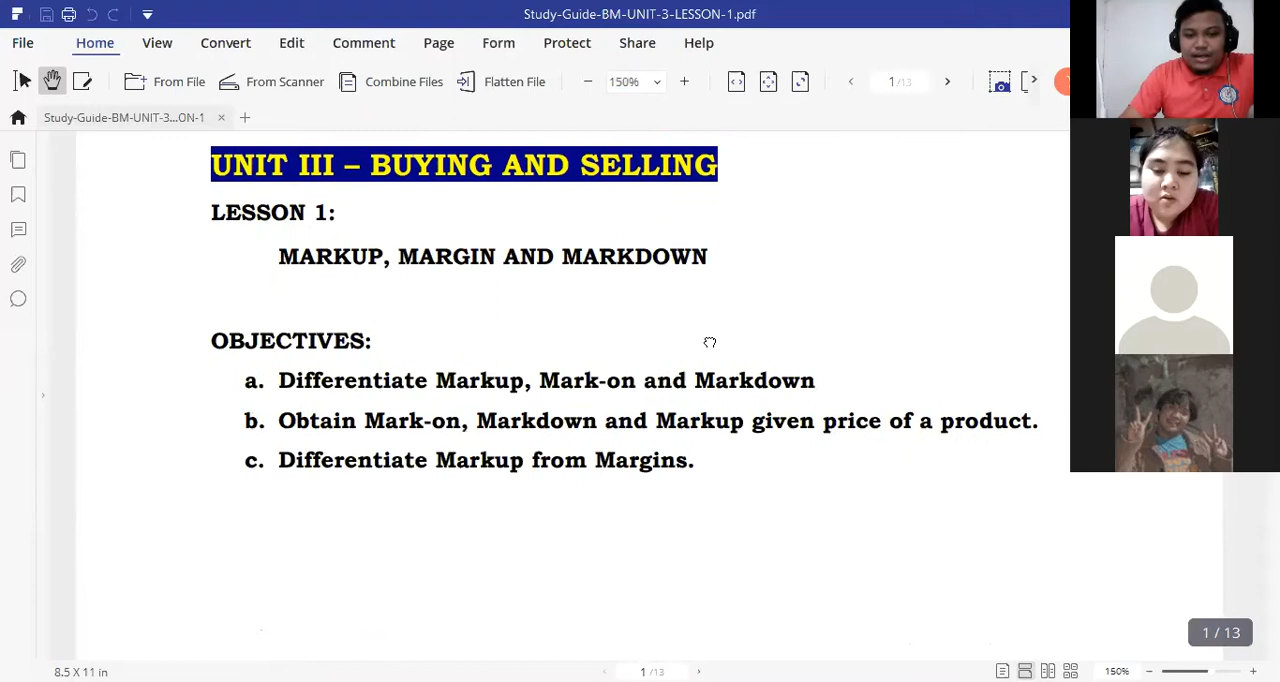 Study-Guide-BM-UNIT-3-LESSON-1.pdf
File Home View Convert Edit Comment Page Form Protect Share Help
From File From Scanner Combine Files Flatten File 150% 1/13
Study-Guide-BM-UNIT-3...ON-1
UNIT III – BUYING AND SELLING
LESSON 1:
MARKUP, MARGIN AND MARKDOWN
OBJECTIVES:
a. Differentiate Markup, Mark-on and Markdown
b. Obtain Mark-on, Markdown and Markup given price of a product.
c. Differentiate Markup from Margins.
1 / 13
8.5 X 11 in 1 /13 150%